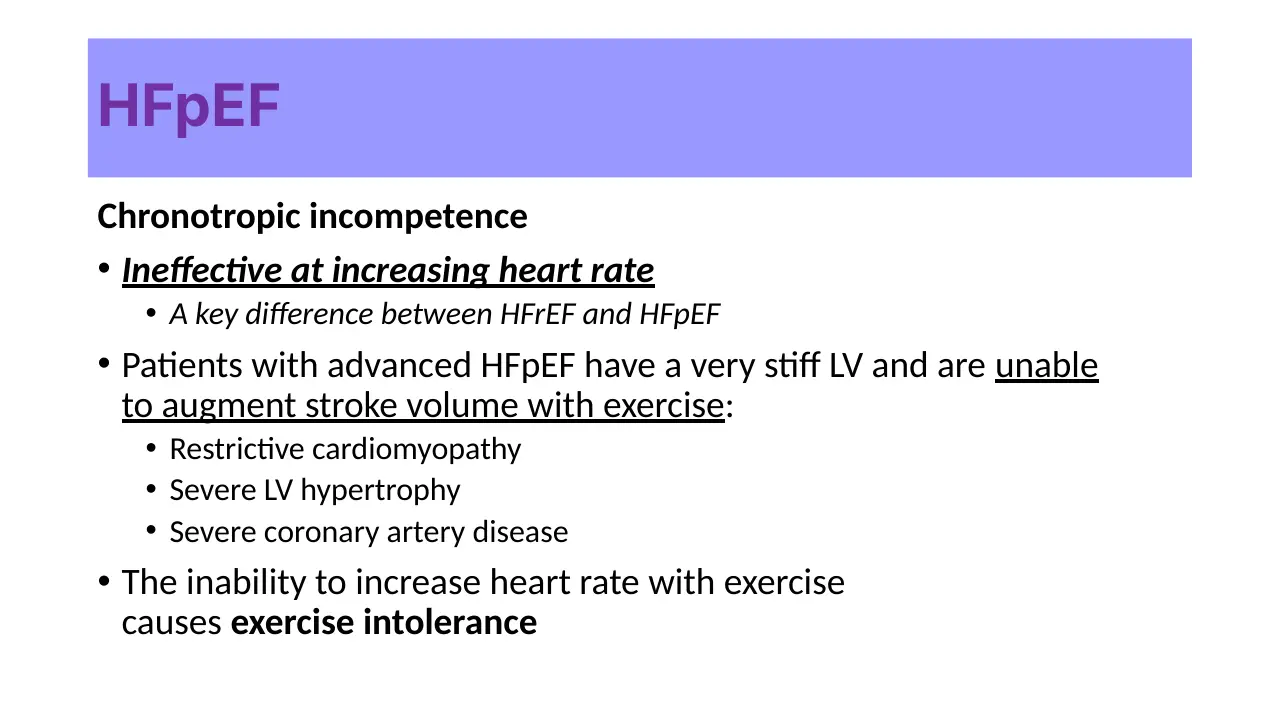 HFpEF
Chronotropic incompetence
• Ineffective at increasing heart rate
• A key difference between HFrEF and HFpEF
• Patients with advanced HFpEF have a very stiff LV and are unable
to augment stroke volume with exercise:
• Restrictive cardiomyopathy
• Severe LV hypertrophy
• Severe coronary artery disease
• The inability to increase heart rate with exercise
causes exercise intolerance